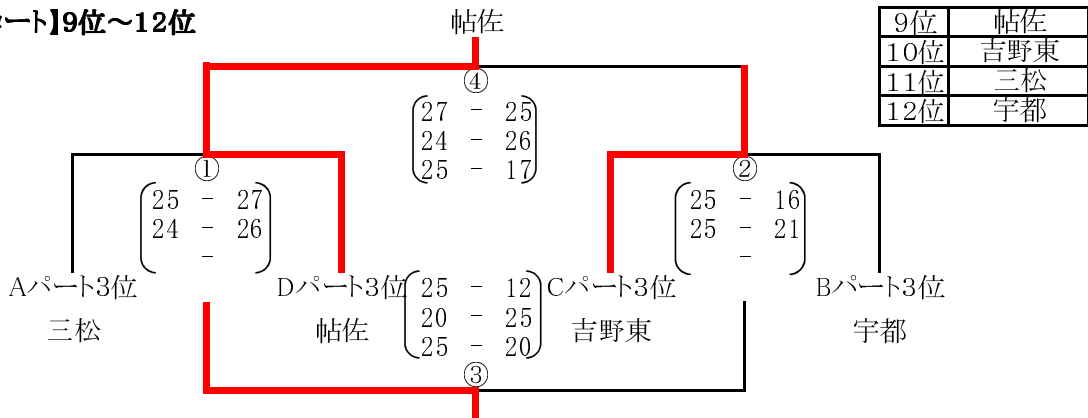 ート】9位～12位
帖佐
9位 帖佐
10位 吉野東
11位 三松
12位 宇都
④
27 - 25
24 - 26
25 - 17
①
25 - 27
24 - 26
-
②
25 - 16
25 - 21
-
Aパート3位
Dパート3位
Cパート3位
Bパート3位
三松
帖佐
吉野東
宇都
25 - 12
20 - 25
25 - 20
③